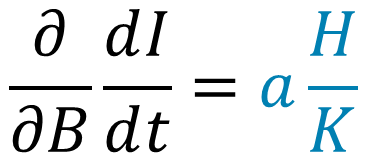 ∂/∂B dI/dt = a H/K